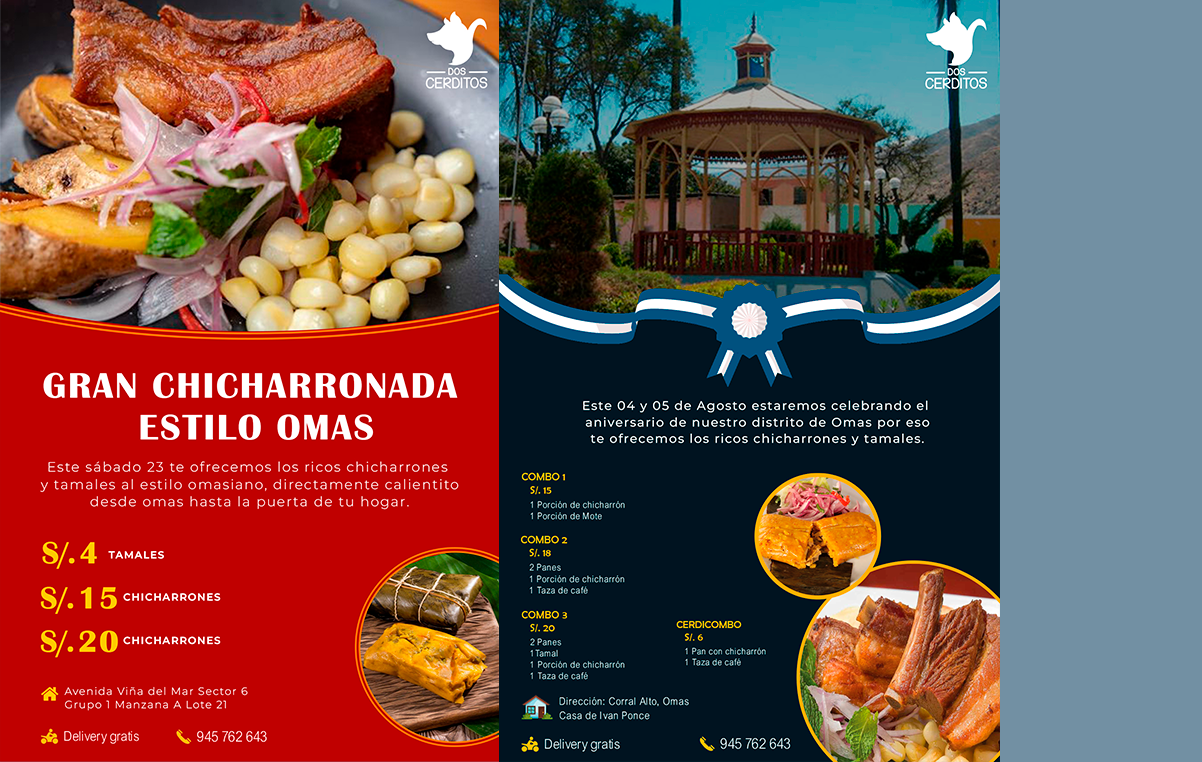 DOS
CERDITOS
GRAN CHICHARRONADA
ESTILO OMAS
Este sábado 23 te ofrecemos los ricos chicharrones
y tamales al estilo omasiano, directamente calientito
desde omas hasta la puerta de tu hogar.
S/.4 TAMALES
S/.15 CHICHARRONES
S/.20 CHICHARRONES
Avenida Viña del Mar Sector 6
Grupo 1 Manzana A Lote 21
Delivery gratis 945 762 643
DOS
CERDITOS
Este 04 y 05 de Agosto estaremos celebrando el
aniversario de nuestro distrito de Omas por eso
te ofrecemos los ricos chicharrones y tamales.
COMBO 1
S/. 15
1 Porción de chicharrón
1 Porción de Mote
COMBO 2
S/. 18
2 Panes
1 Porción de chicharrón
1 Taza de café
COMBO 3
S/. 20
2 Panes
1 Tamal
1 Porción de chicharrón
1 Taza de café
CERDICOMBO
S/. 6
1 Pan con chicharrón
1 Taza de café
Dirección: Corral Alto, Omas
Casa de Ivan Ponce
Delivery gratis 945 762 643